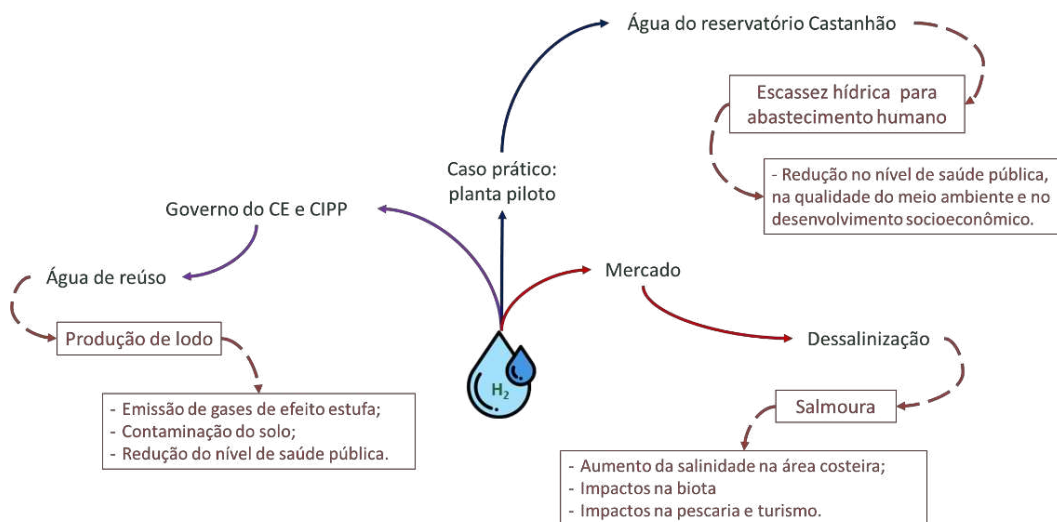 Água do reservatório Castanhão
Escassez hídrica para
abastecimento humano
- Redução no nível de saúde pública,
na qualidade do meio ambiente e no
desenvolvimento socioeconômico.
Caso prático:
planta piloto
Governo do CE e CIPP
Água de reúso
Produção de lodo
- Emissão de gases de efeito estufa;
- Contaminação do solo;
- Redução do nível de saúde pública.
H₂
Mercado
Dessalinização
Salmoura
- Aumento da salinidade na área costeira;
- Impactos na biota
- Impactos na pescaria e turismo.